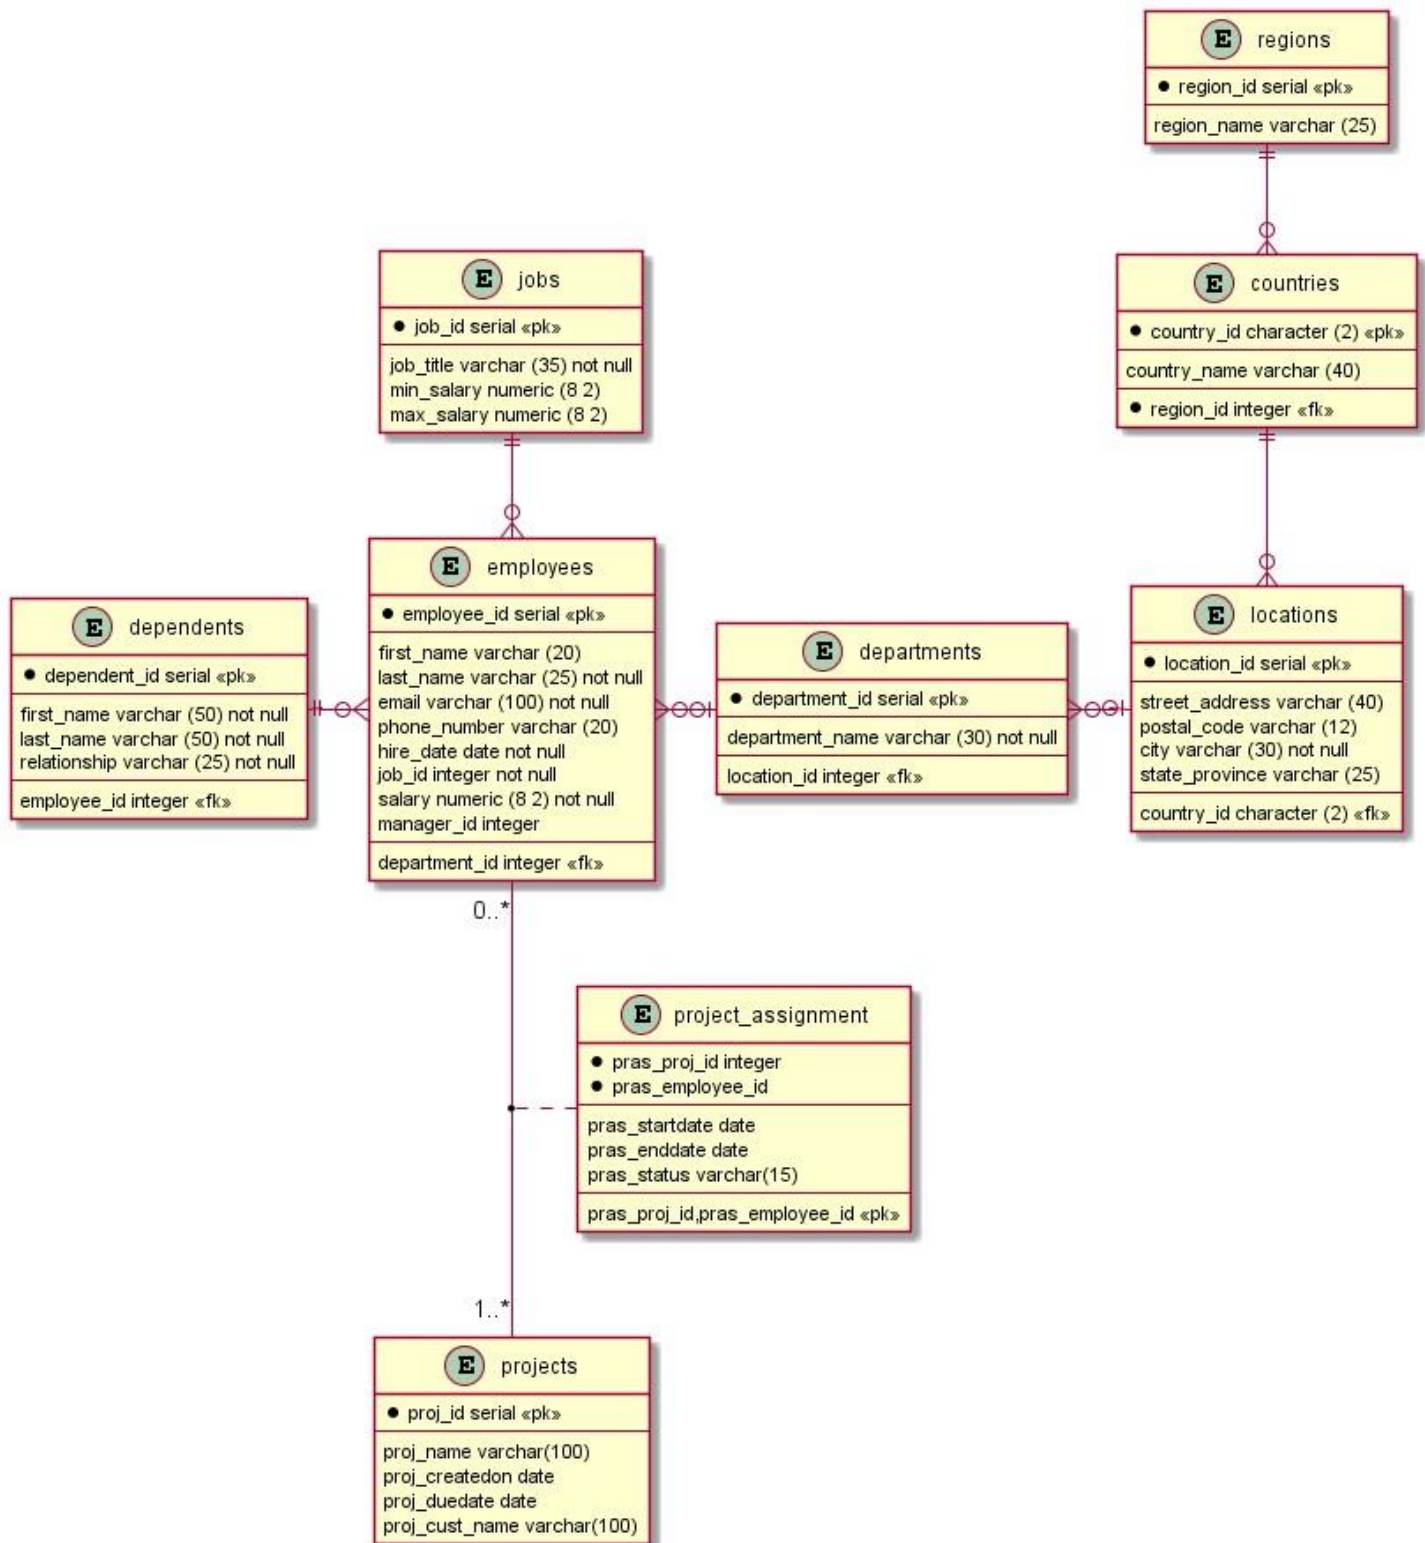 E regions
region_id serial «pk»
region_name varchar (25)
E jobs
job_id serial «pk»
job_title varchar (35) not null
min_salary numeric (8 2)
max_salary numeric (8 2)
E countries
country_id character (2) «pk»
country_name varchar (40)
region_id integer «fk»
E dependents
dependent_id serial «pk»
first_name varchar (50) not null
last_name varchar (50) not null
relationship varchar (25) not null
employee_id integer «fk»
E employees
employee_id serial «pk»
first_name varchar (20)
last_name varchar (25) not null
email varchar (100) not null
phone_number varchar (20)
hire_date date not null
job_id integer not null
salary numeric (8 2) not null
manager_id integer
department_id integer «fk»
E departments
department_id serial «pk»
department_name varchar (30) not null
location_id integer «fk»
E locations
location_id serial «pk»
street_address varchar (40)
postal_code varchar (12)
city varchar (30) not null
state_province varchar (25)
country_id character (2) «fk»
0..*
E project_assignment
pras_proj_id integer
pras_employee_id
pras_startdate date
pras_enddate date
pras_status varchar(15)
pras_proj_id,pras_employee_id «pk»
1..*
E projects
proj_id serial «pk»
proj_name varchar(100)
proj_createdon date
proj_duedate date
proj_cust_name varchar(100)